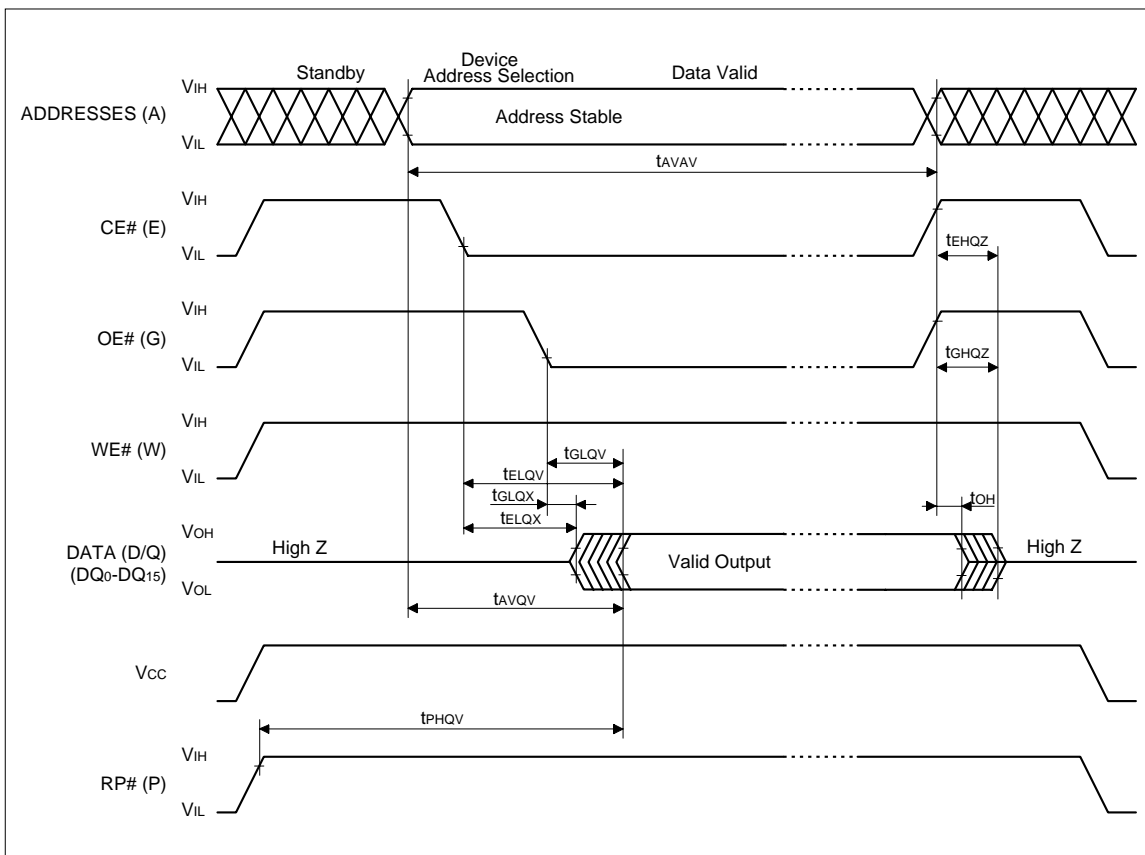 Standby
Device
Address Selection
Data Valid
VIH
ADDRESSES (A)
Address Stable
VIL
tAVAV
VIH
CE# (E)
VIL
tEHQZ
VIH
OE# (G)
VIL
tGHQZ
VIH
WE# (W)
VIL
tGLQV
tELQV
tGLQX
tOH
tELQX
VOH
High Z
DATA (D/Q)
(DQ0-DQ15)
Valid Output
High Z
VOL
tAVQV
VCC
tPHQV
VIH
RP# (P)
VIL